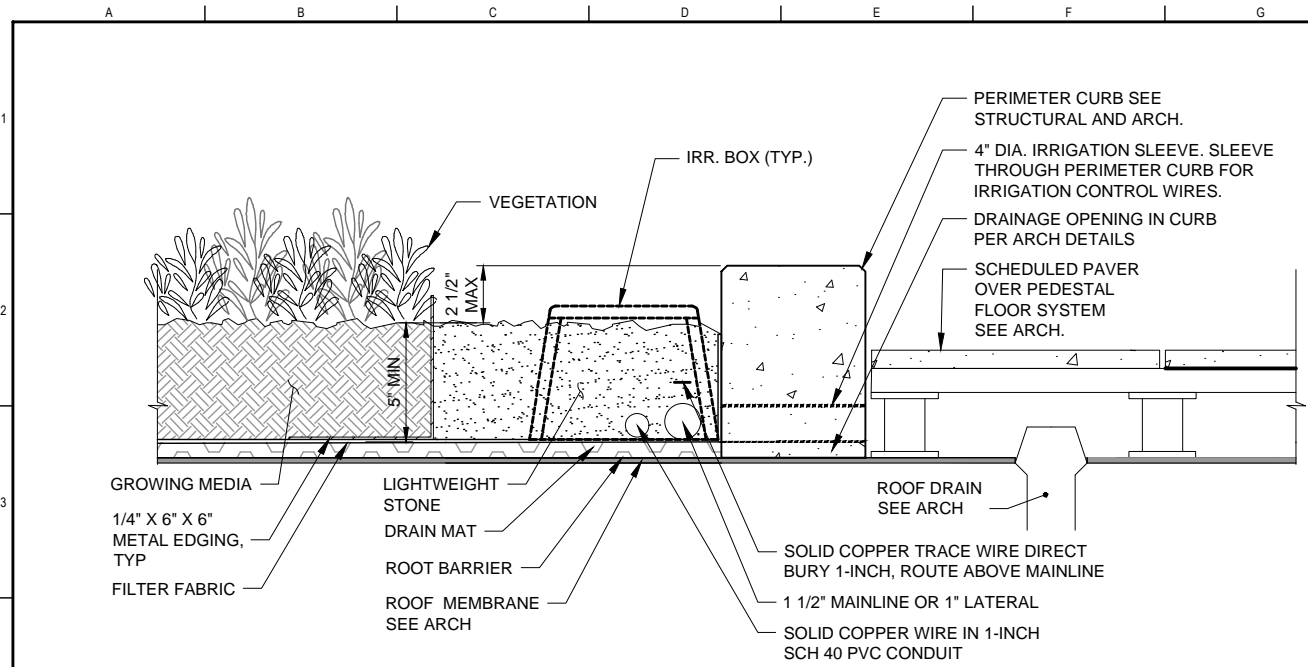 A B C D E F G
1
PERIMETER CURB SEE
STRUCTURAL AND ARCH.
4" DIA. IRRIGATION SLEEVE. SLEEVE
THROUGH PERIMETER CURB FOR
IRRIGATION CONTROL WIRES.
IRR. BOX (TYP.)
VEGETATION
DRAINAGE OPENING IN CURB
PER ARCH DETAILS
SCHEDULED PAVER
OVER PEDESTAL
FLOOR SYSTEM
SEE ARCH.
2
2 1/2"
MAX
5" MIN
3
GROWING MEDIA
1/4" X 6" X 6"
METAL EDGING,
TYP
FILTER FABRIC
LIGHTWEIGHT
STONE
DRAIN MAT
ROOT BARRIER
ROOF MEMBRANE
SEE ARCH
ROOF DRAIN
SEE ARCH
SOLID COPPER TRACE WIRE DIRECT
BURY 1-INCH, ROUTE ABOVE MAINLINE
1 1/2" MAINLINE OR 1" LATERAL
SOLID COPPER WIRE IN 1-INCH
SCH 40 PVC CONDUIT